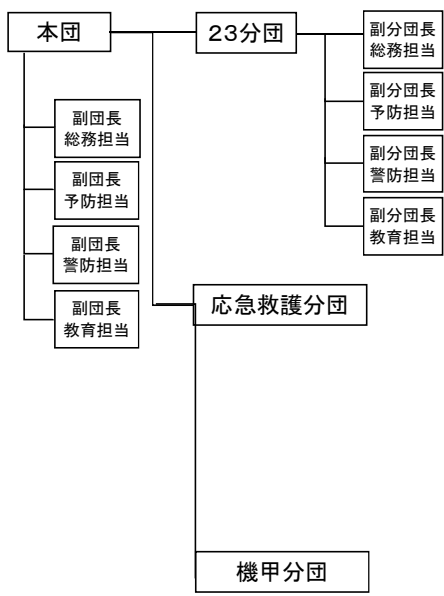 本団
副団長
総務担当
副団長
予防担当
副団長
警防担当
副団長
教育担当
23分団
副分団長
総務担当
副分団長
予防担当
副分団長
警防担当
副分団長
教育担当
応急救護分団
機甲分団